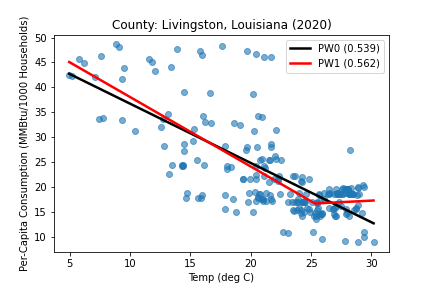 County: Livingston, Louisiana (2020)
Per-Capita Consumption (MMBtu/1000 Households)
50
45
40
35
30
25
20
15
10
PW0 (0.539)
PW1 (0.562)
5 10 15 20 25 30
Temp (deg C)